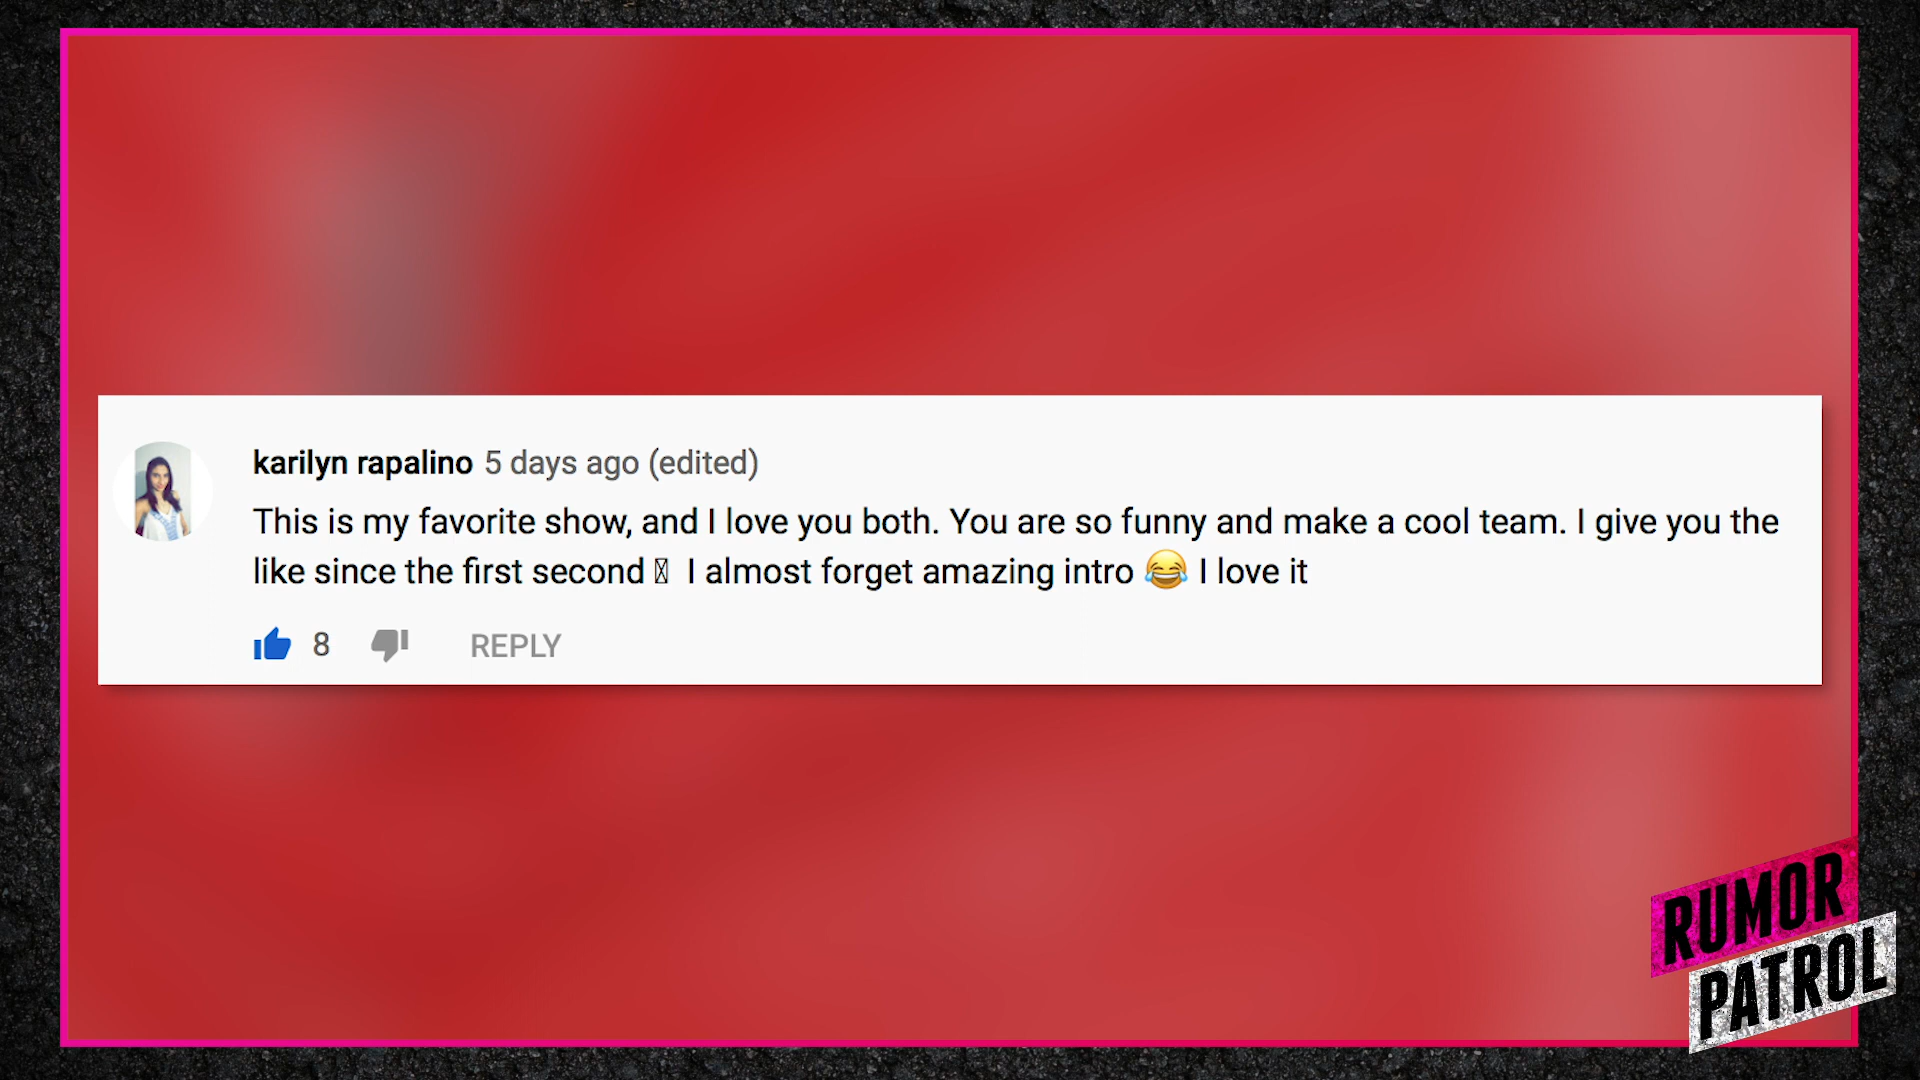 karilyn rapalino 5 days ago (edited)
This is my favorite show, and I love you both. You are so funny and make a cool team. I give you the
like since the first second I almost forget amazing intro 😂 I love it
8 REPLY
RUMOR
PATROL